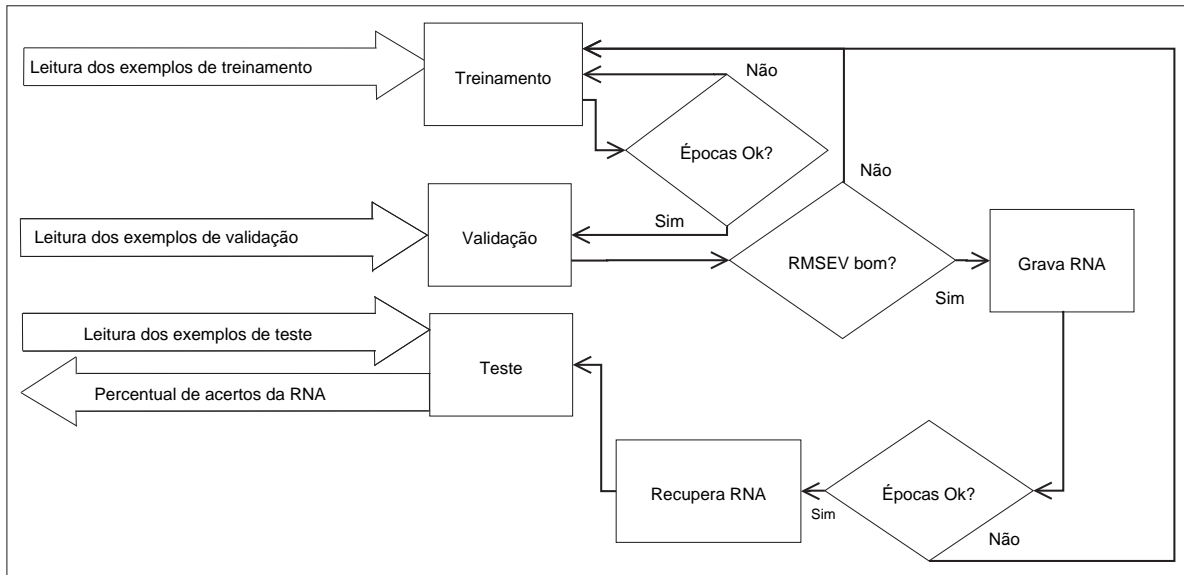 Leitura dos exemplos de treinamento
Treinamento
Não
Épocas Ok?
Não
Sim
Leitura dos exemplos de validação
Validação
RMSEV bom?
Sim
Grava RNA
Leitura dos exemplos de teste
Teste
Percentual de acertos da RNA
Recupera RNA
Sim
Épocas Ok?
Não